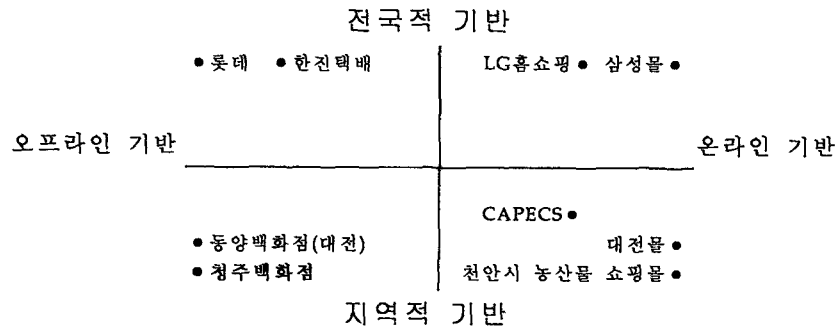 전국적 기반
●롯데 ●한진택배 LG홈쇼핑● 삼성몰●
오프라인 기반 온라인 기반
CAPECS●
●동양백화점(대전) 대전몰●
●청주백화점 천안시 농산물 쇼핑몰●
지역적 기반